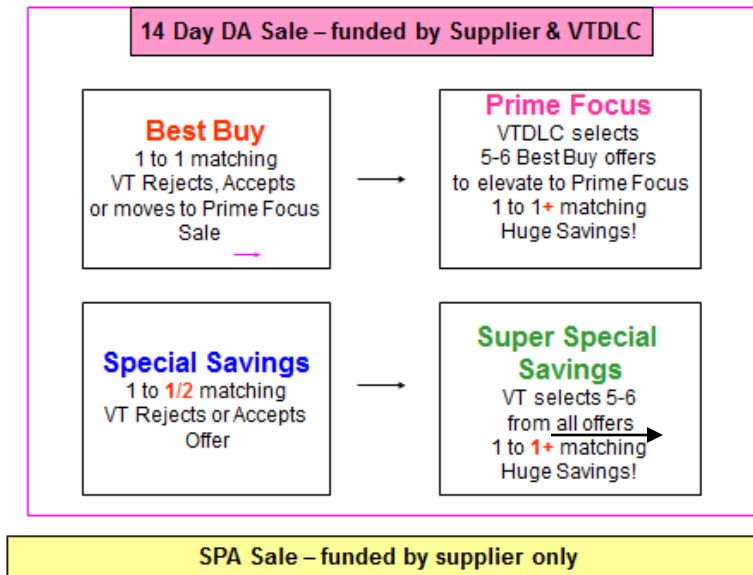 14 Day DA Sale – funded by Supplier & VTDLC
Best Buy
1 to 1 matching
VT Rejects, Accepts
or moves to Prime Focus
Sale
Prime Focus
VTDLC selects
5-6 Best Buy offers
to elevate to Prime Focus
1 to 1+ matching
Huge Savings!
Special Savings
1 to 1/2 matching
VT Rejects or Accepts
Offer
Super Special
Savings
VT selects 5-6
from all offers
1 to 1+ matching
Huge Savings!
SPA Sale – funded by supplier only